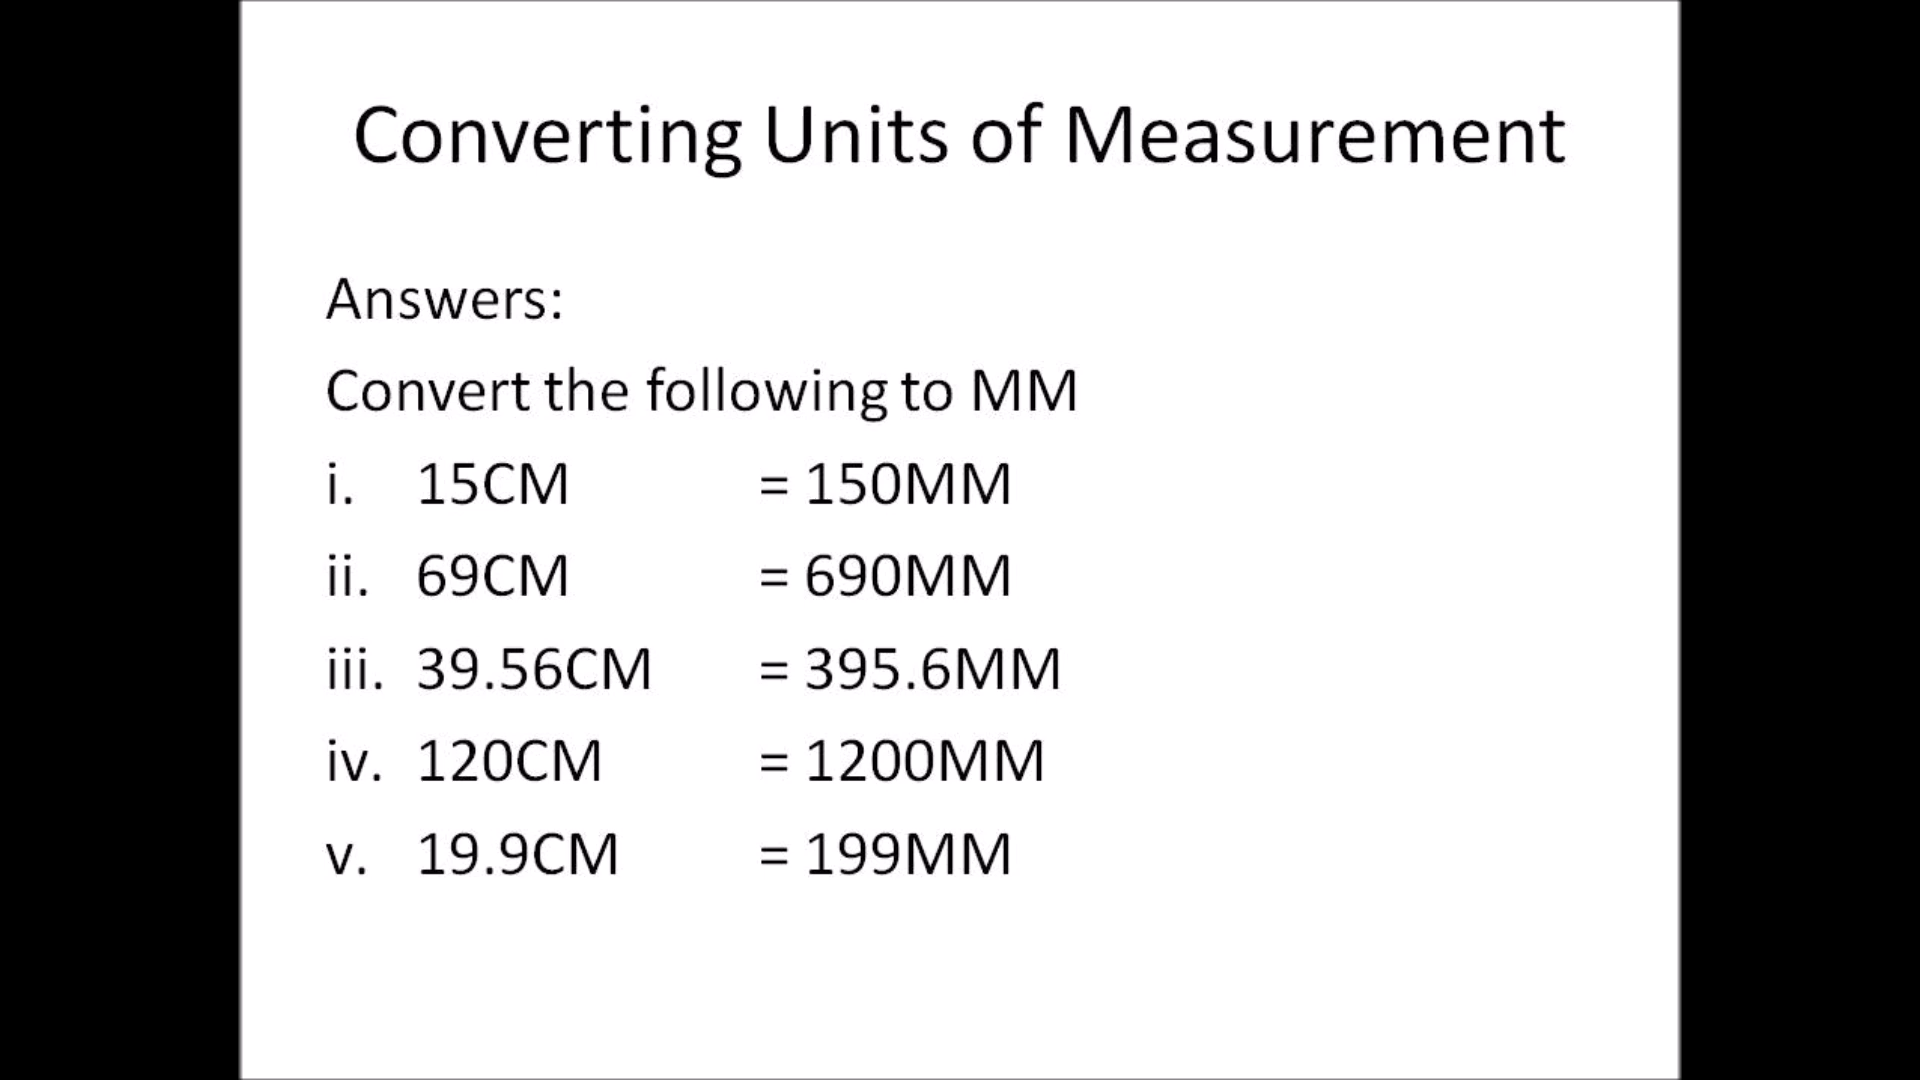 Converting Units of Measurement
Answers:
Convert the following to MM
i. 15CM = 150MM
ii. 69CM = 690MM
iii. 39.56CM = 395.6MM
iv. 120CM = 1200MM
v. 19.9CM = 199MM